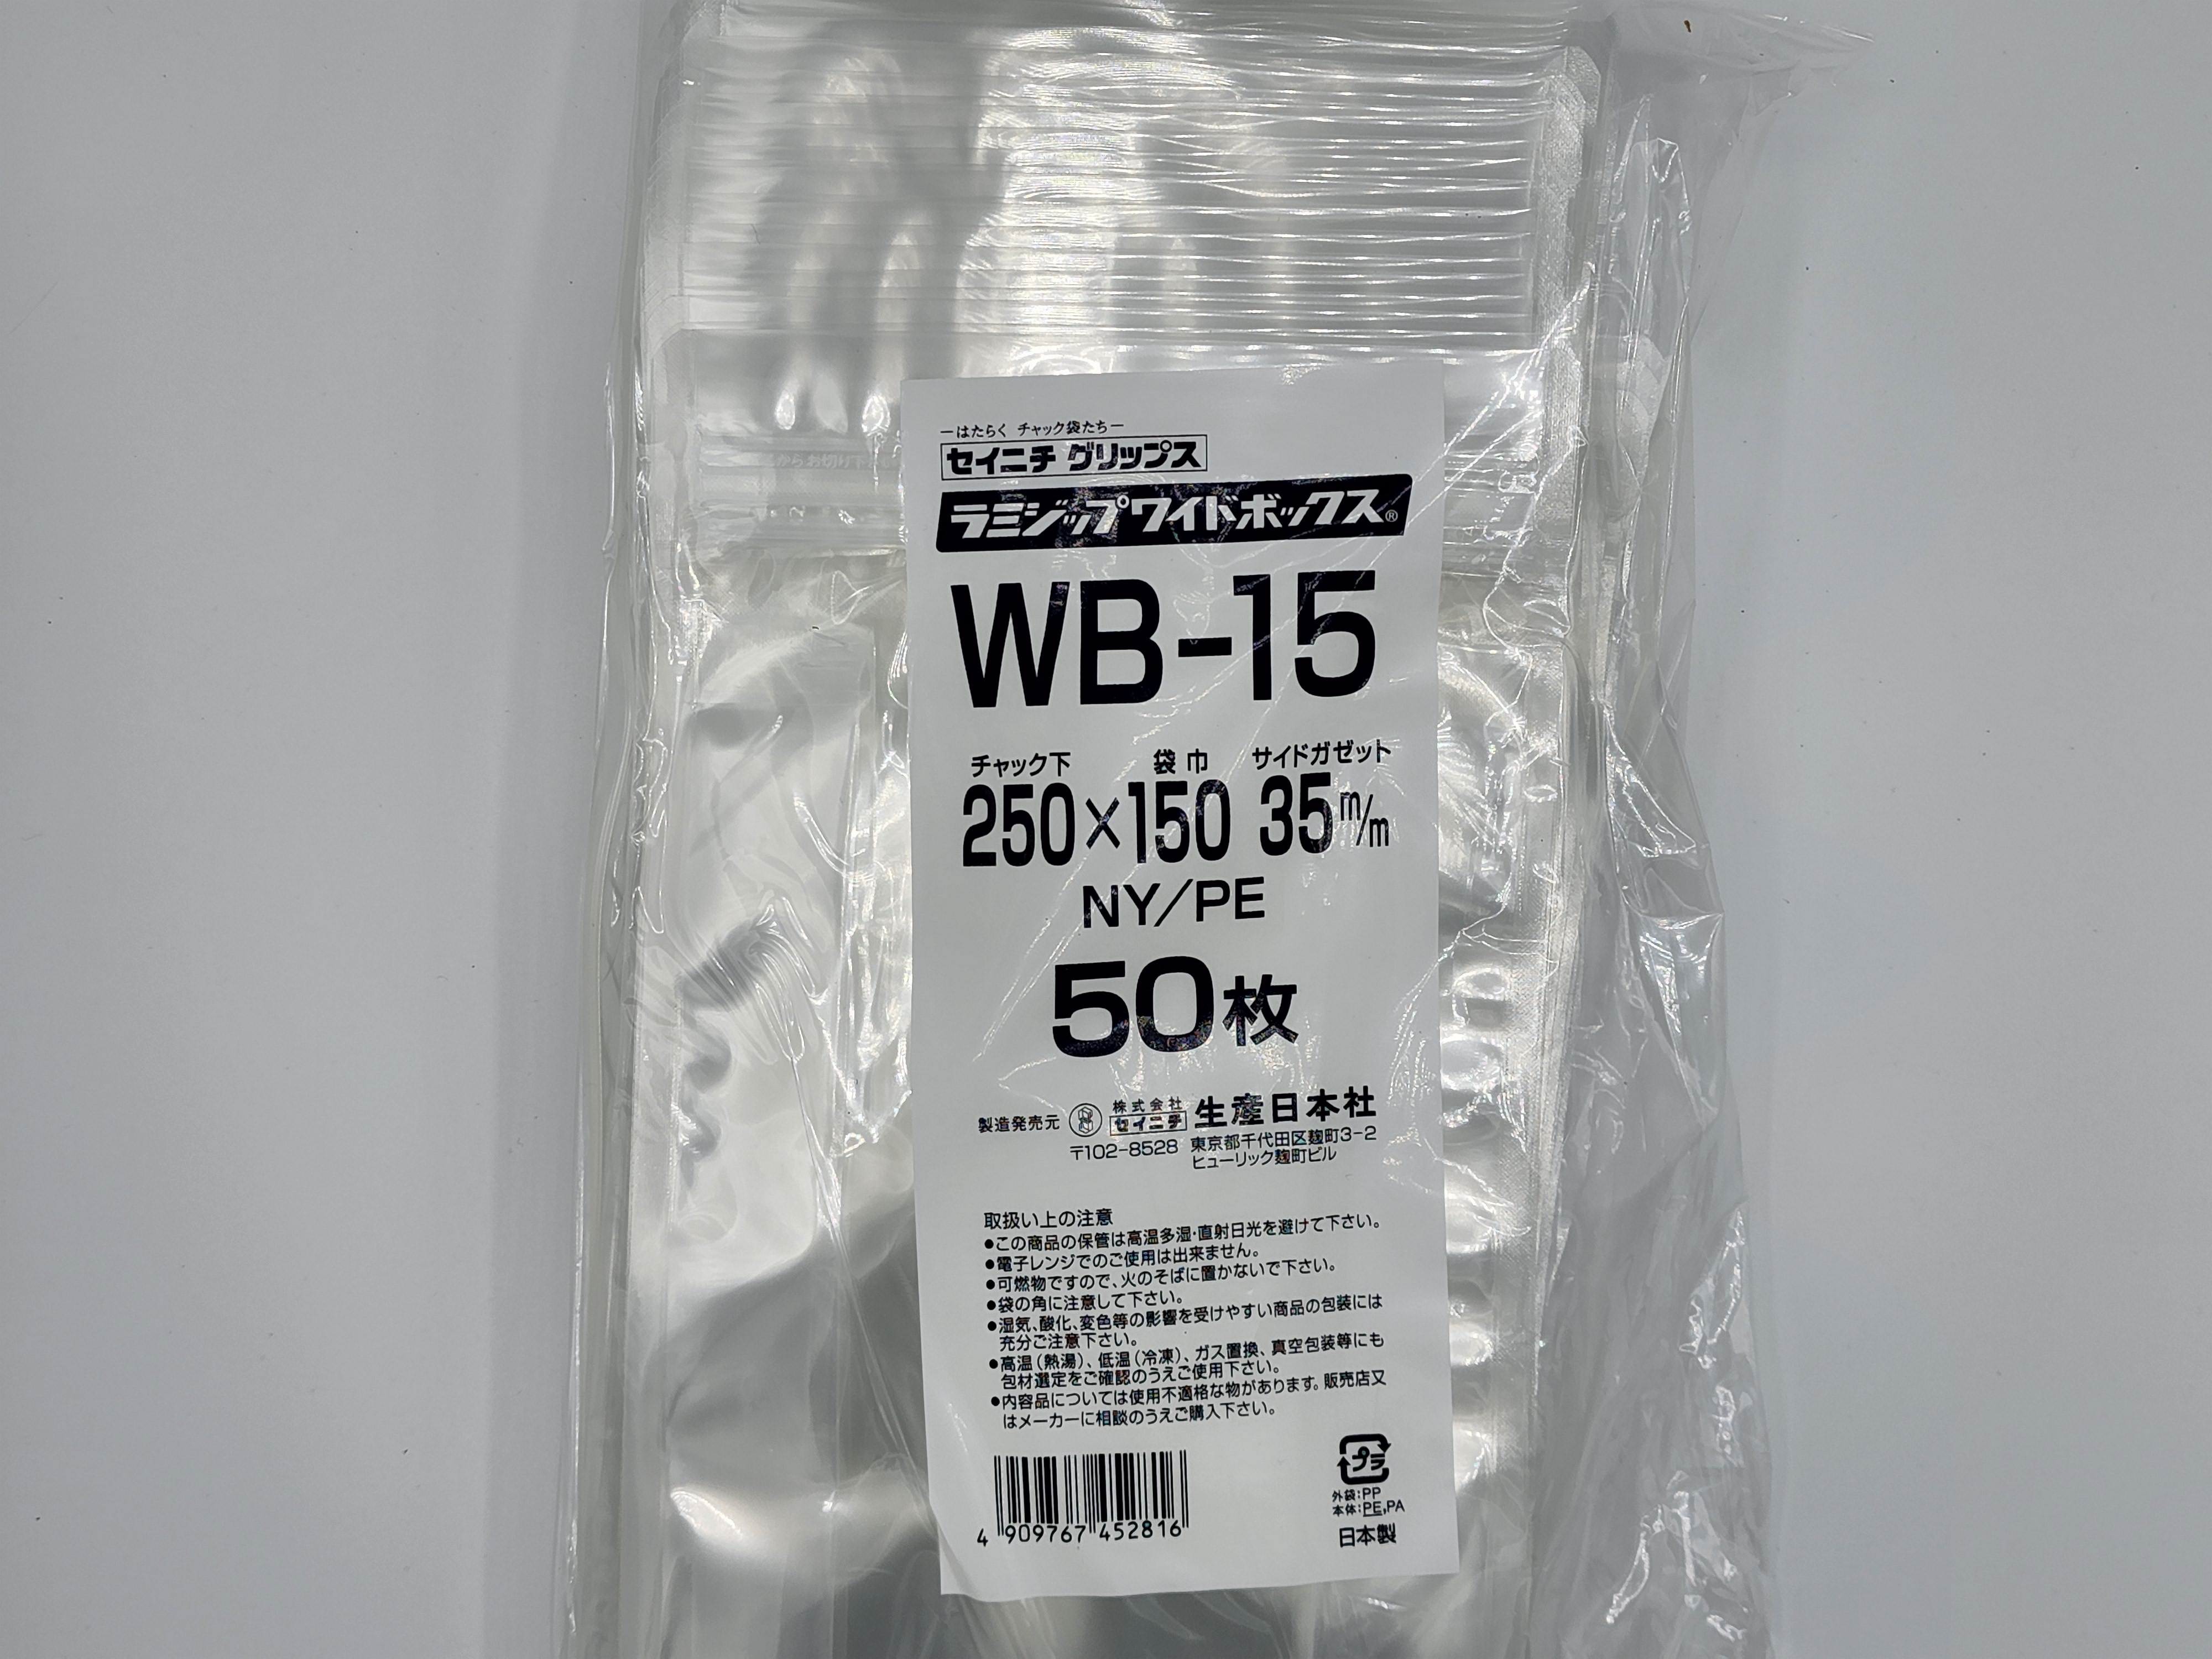 ―はたらく チャック袋たち―
セイニチ グリップス
ラミジップワイドボックス®
WB-15
チャック下 袋巾 サイドガゼット
250×150 35m/m
NY/PE
50枚
製造発売元 株式会社 セイニチ 生産日本社
〒102-8528 東京都千代田区麹町3-2
ヒューリック麹町ビル
取扱い上の注意
●この商品の保管は高温多湿・直射日光を避けて下さい。
●電子レンジでのご使用は出来ません。
●可燃物ですので、火のそばに置かないで下さい。
●袋の角に注意して下さい。
●湿気、酸化、変色等の影響を受けやすい商品の包装には
充分ご注意下さい。
●高温(熱湯)、低温(冷凍)、ガス置換、真空包装等にも
包材選定をご確認のうえご使用下さい。
●内容品については使用不適格な物があります。販売店又
はメーカーに相談のうえご購入下さい。
プラ
外袋:PP
本体:PE,PA
日本製
4 909767 452816